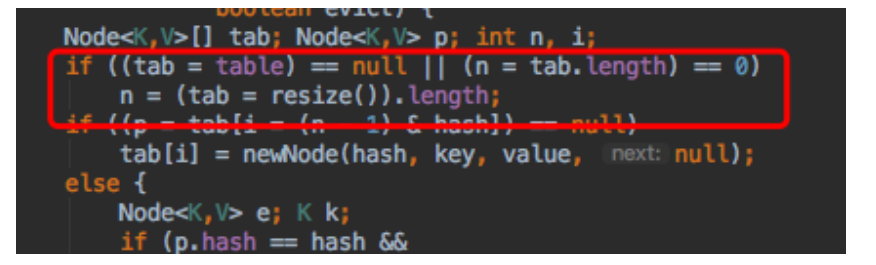 boolean evict) {
Node<K,V>[] tab; Node<K,V> p; int n, i;
if ((tab = table) == null || (n = tab.length) == 0)
n = (tab = resize()).length;
if ((p = tab[i = (n - 1) & hash]) == null)
tab[i] = newNode(hash, key, value, next: null);
else {
Node<K,V> e; K k;
if (p.hash == hash &&